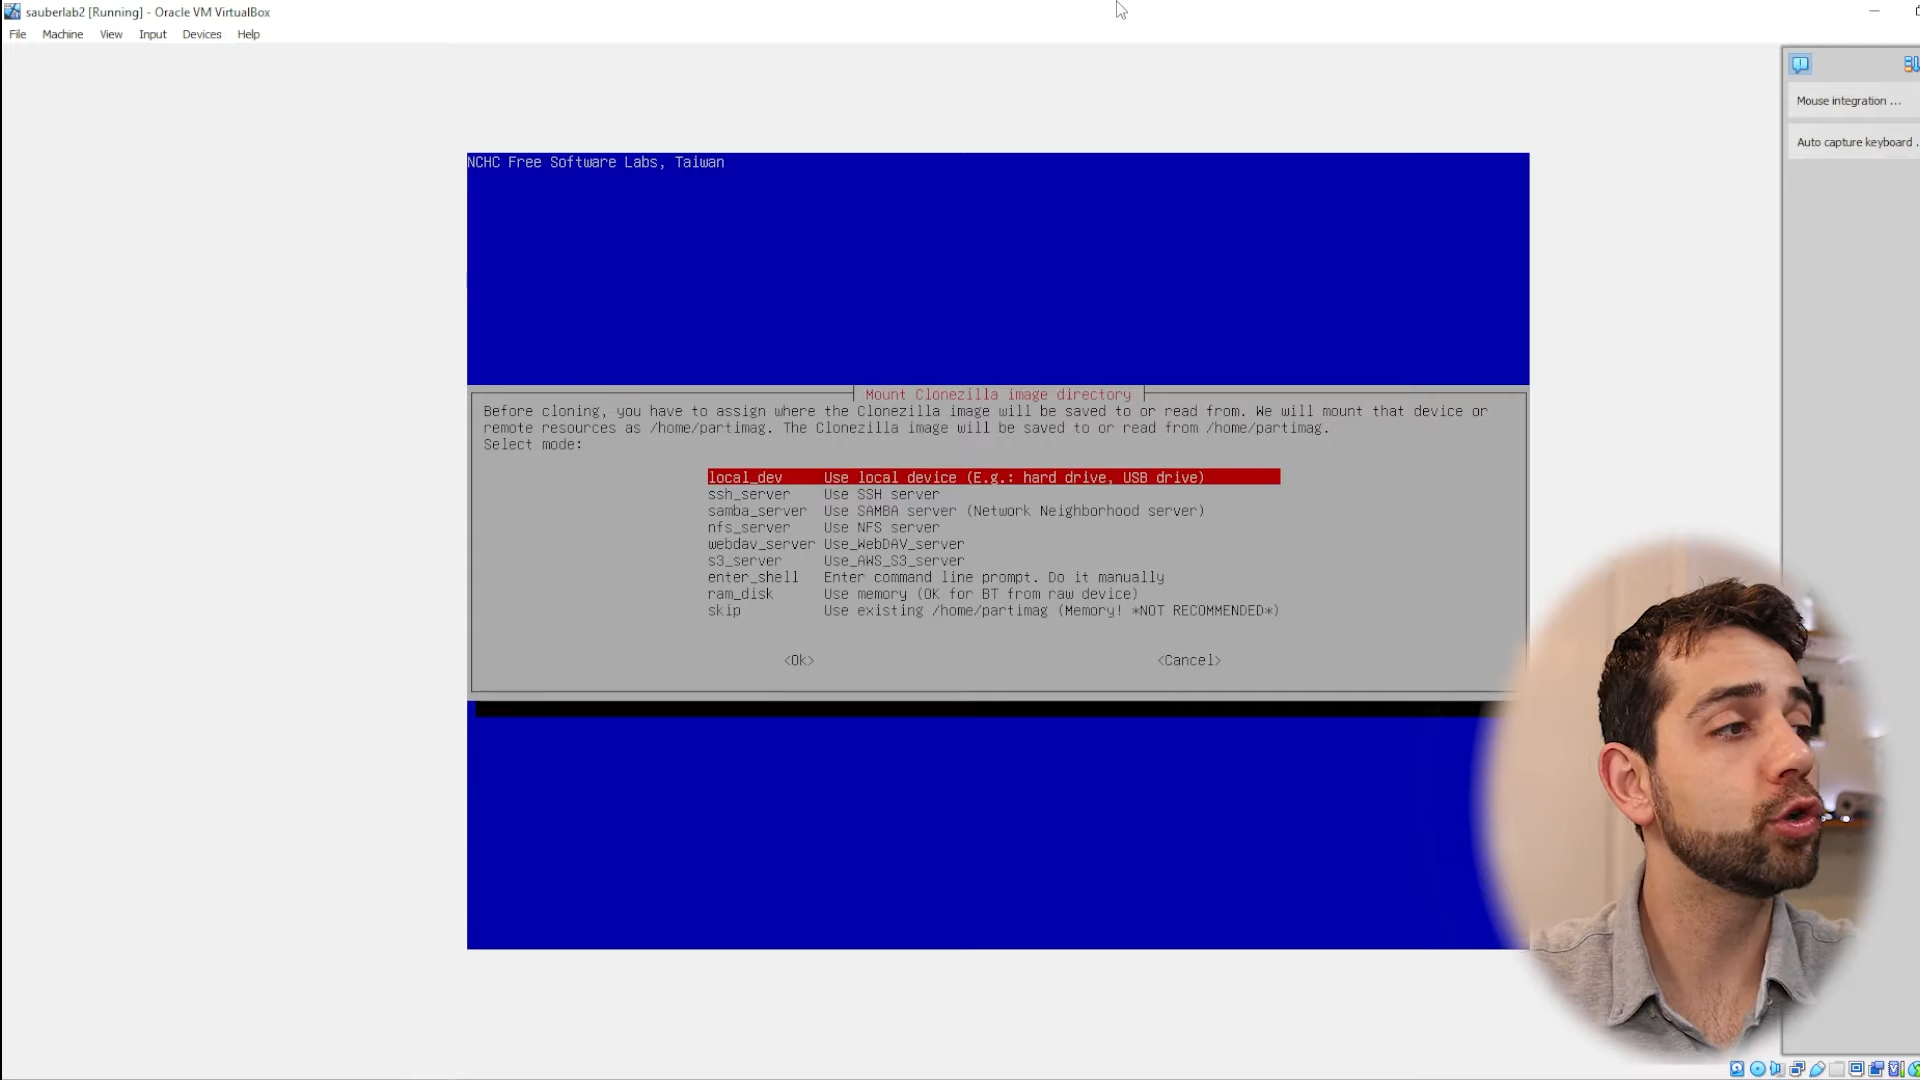 sauberlab2 [Running] - Oracle VM VirtualBox
File Machine View Input Devices Help
Mouse integration ...
Auto capture keyboard .
NCHC Free Software Labs, Taiwan
Mount Clonezilla image directory
Before cloning, you have to assign where the Clonezilla image will be saved to or read from. We will mount that device or
remote resources as /home/partimag. The Clonezilla image will be saved to or read from /home/partimag.
Select mode:
local_dev Use local device (E.g.: hard drive, USB drive)
ssh_server Use SSH server
samba_server Use SAMBA server (Network Neighborhood server)
nfs_server Use NFS server
webdav_server Use_WebDAV_server
s3_server Use_AWS_S3_server
enter_shell Enter command line prompt. Do it manually
ram_disk Use memory (OK for BT from raw device)
skip Use existing /home/partimag (Memory! *NOT RECOMMENDED*)
<Ok> <Cancel>